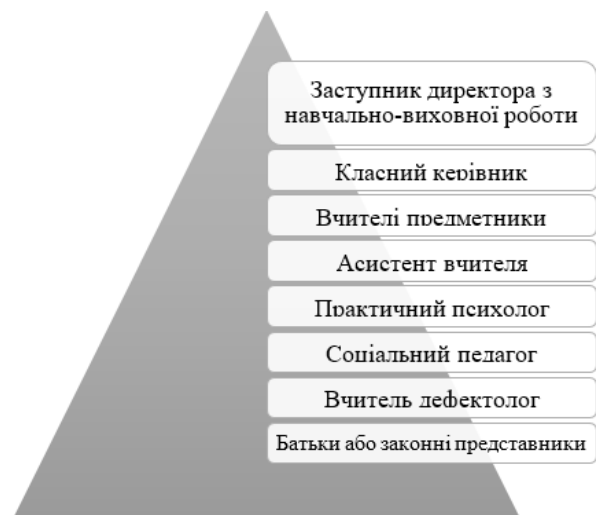 Заступник директора з
навчально-виховної роботи
Класний керівник
Вчителі предметники
Асистент вчителя
Практичний психолог
Соціальний педагог
Вчитель дефектолог
Батьки або законні представники